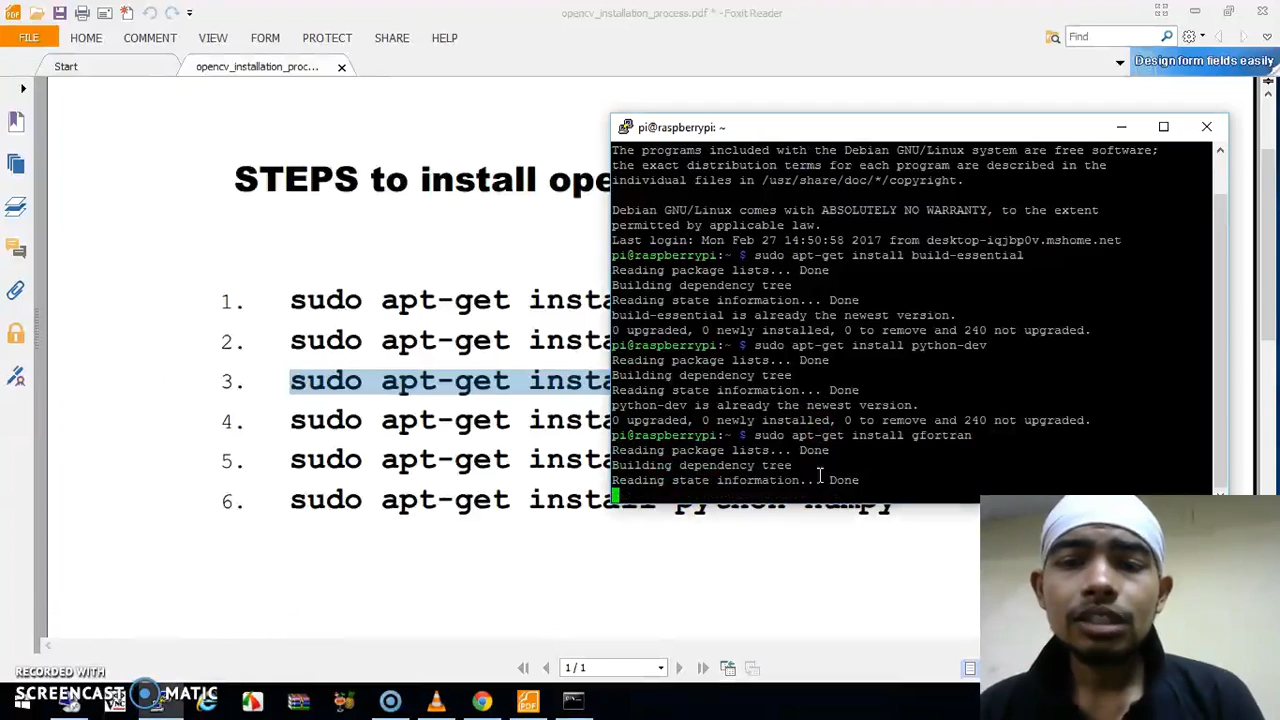 opencv_installation_process.pdf * - Foxit Reader
FILE HOME COMMENT VIEW FORM PROTECT SHARE HELP
Find
Start
opencv_installation_proc...
Design form fields easily
STEPS to install ope
1. sudo apt-get insta
2. sudo apt-get insta
3. sudo apt-get insta
4. sudo apt-get insta
5. sudo apt-get insta
6. sudo apt-get install python numpy
pi@raspberrypi: ~
The programs included with the Debian GNU/Linux system are free software;
the exact distribution terms for each program are described in the
individual files in /usr/share/doc/*/copyright.
Debian GNU/Linux comes with ABSOLUTELY NO WARRANTY, to the extent
permitted by applicable law.
Last login: Mon Feb 27 14:50:58 2017 from desktop-iqjbp0v.mshome.net
pi@raspberrypi:~ $ sudo apt-get install build-essential
Reading package lists... Done
Building dependency tree
Reading state information... Done
build-essential is already the newest version.
0 upgraded, 0 newly installed, 0 to remove and 240 not upgraded.
pi@raspberrypi:~ $ sudo apt-get install python-dev
Reading package lists... Done
Building dependency tree
Reading state information... Done
python-dev is already the newest version.
0 upgraded, 0 newly installed, 0 to remove and 240 not upgraded.
pi@raspberrypi:~ $ sudo apt-get install gfortran
Reading package lists... Done
Building dependency tree
Reading state information... Done
1 / 1
RECORDED WITH
SCREENCAST MATIC